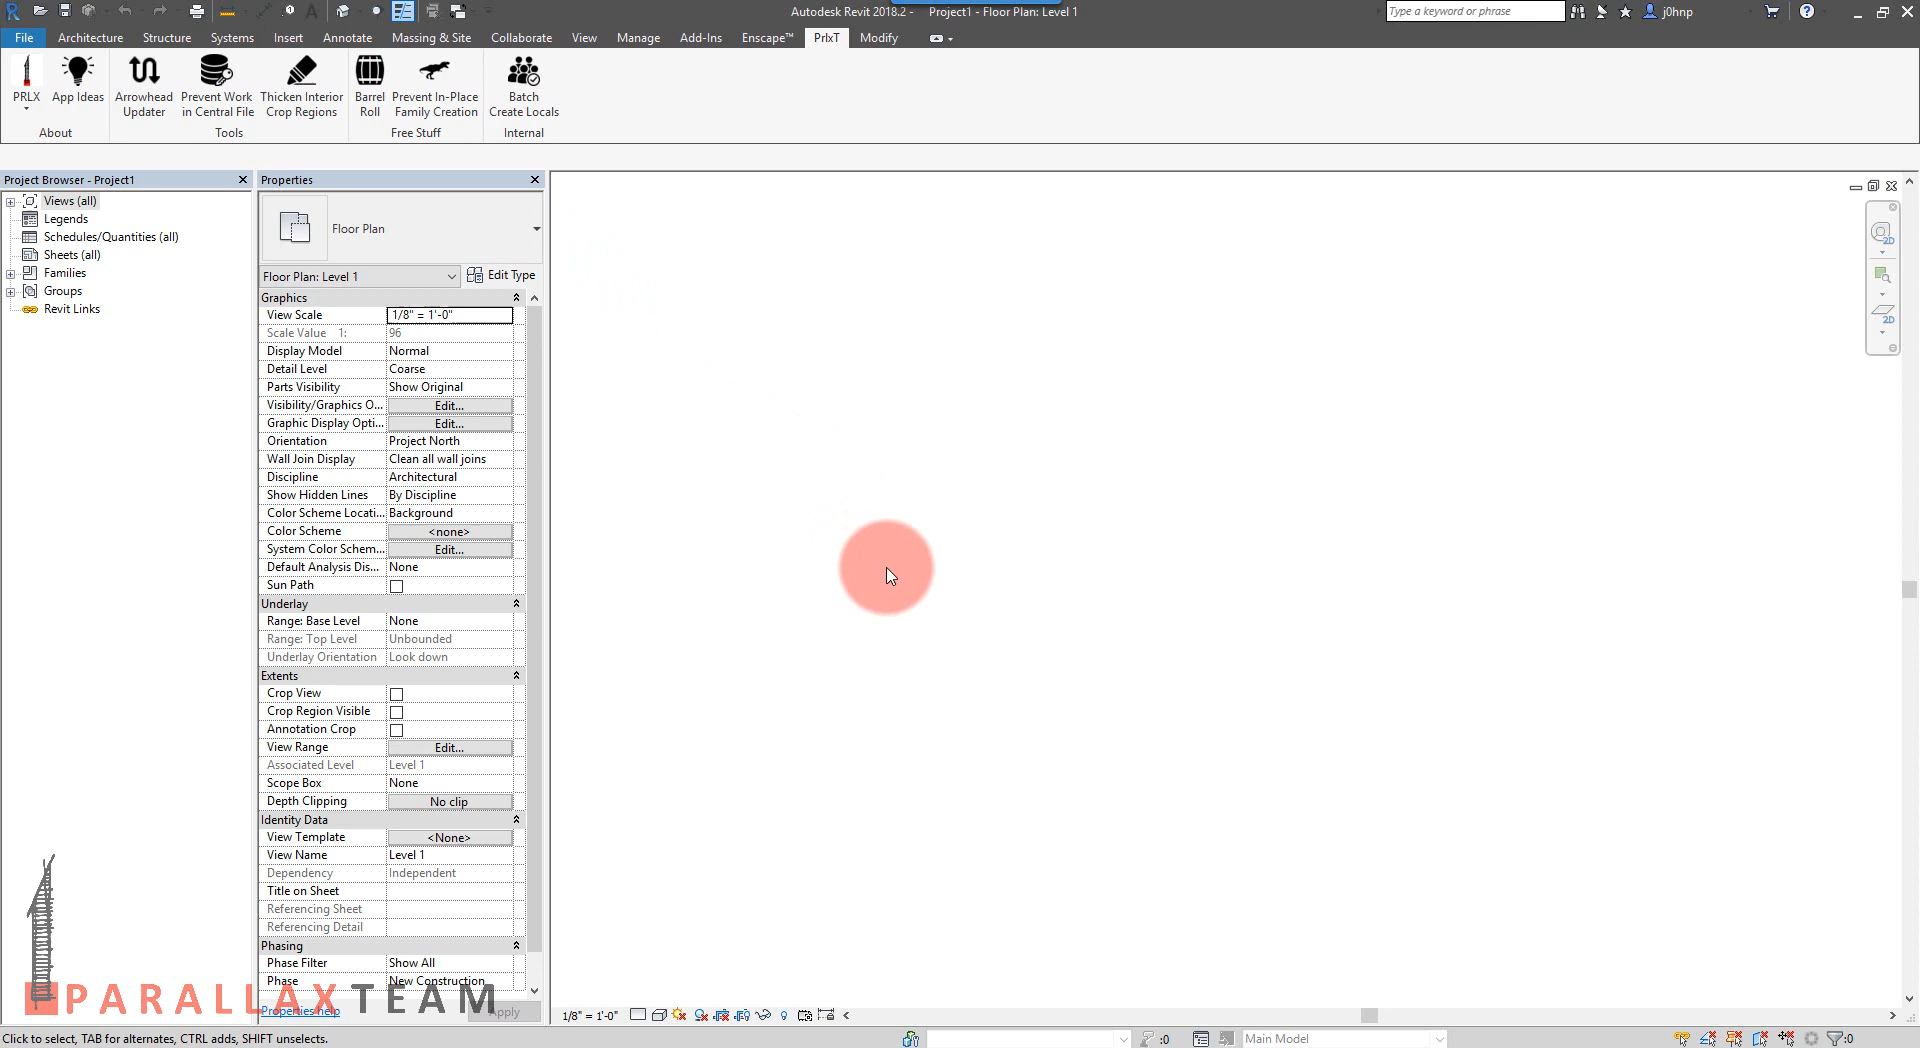 Autodesk Revit 2018.2 - Project1 - Floor Plan: Level 1
Type a keyword or phrase
j0hnp
File Architecture Structure Systems Insert Annotate Massing & Site Collaborate View Manage Add-Ins Enscape™ PrlxT Modify
PRLX
App Ideas
Arrowhead
Updater
Prevent Work
in Central File
Thicken Interior
Crop Regions
Barrel
Roll
Prevent In-Place
Family Creation
Batch
Create Locals
About
Tools
Free Stuff
Internal
Project Browser - Project1
Views (all)
Legends
Schedules/Quantities (all)
Sheets (all)
Families
Groups
Revit Links
Properties
Floor Plan
Floor Plan: Level 1
Edit Type
Graphics
View Scale 1/8" = 1'-0"
Scale Value 1: 96
Display Model Normal
Detail Level Coarse
Parts Visibility Show Original
Visibility/Graphics O... Edit...
Graphic Display Opti... Edit...
Orientation Project North
Wall Join Display Clean all wall joins
Discipline Architectural
Show Hidden Lines By Discipline
Color Scheme Locati... Background
Color Scheme <none>
System Color Schem... Edit...
Default Analysis Dis... None
Sun Path
Underlay
Range: Base Level None
Range: Top Level Unbounded
Underlay Orientation Look down
Extents
Crop View
Crop Region Visible
Annotation Crop
View Range Edit...
Associated Level Level 1
Scope Box None
Depth Clipping No clip
Identity Data
View Template <None>
View Name Level 1
Dependency Independent
Title on Sheet
Referencing Sheet
Referencing Detail
Phasing
Phase Filter Show All
Phase New Construction
Properties help
Apply
PARALLAXTEAM
2D
2D
1/8" = 1'-0"
Click to select, TAB for alternates, CTRL adds, SHIFT unselects.
:0
Main Model
:0